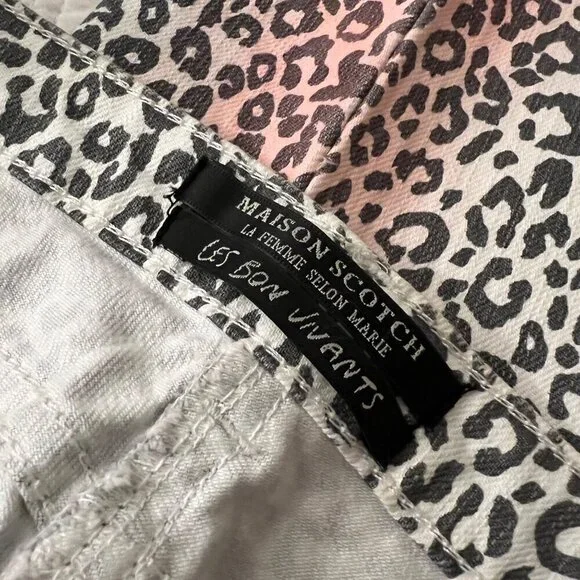 MAISON SCOTCH
LA FEMME SELON MARIE
LES BON VIVANTS